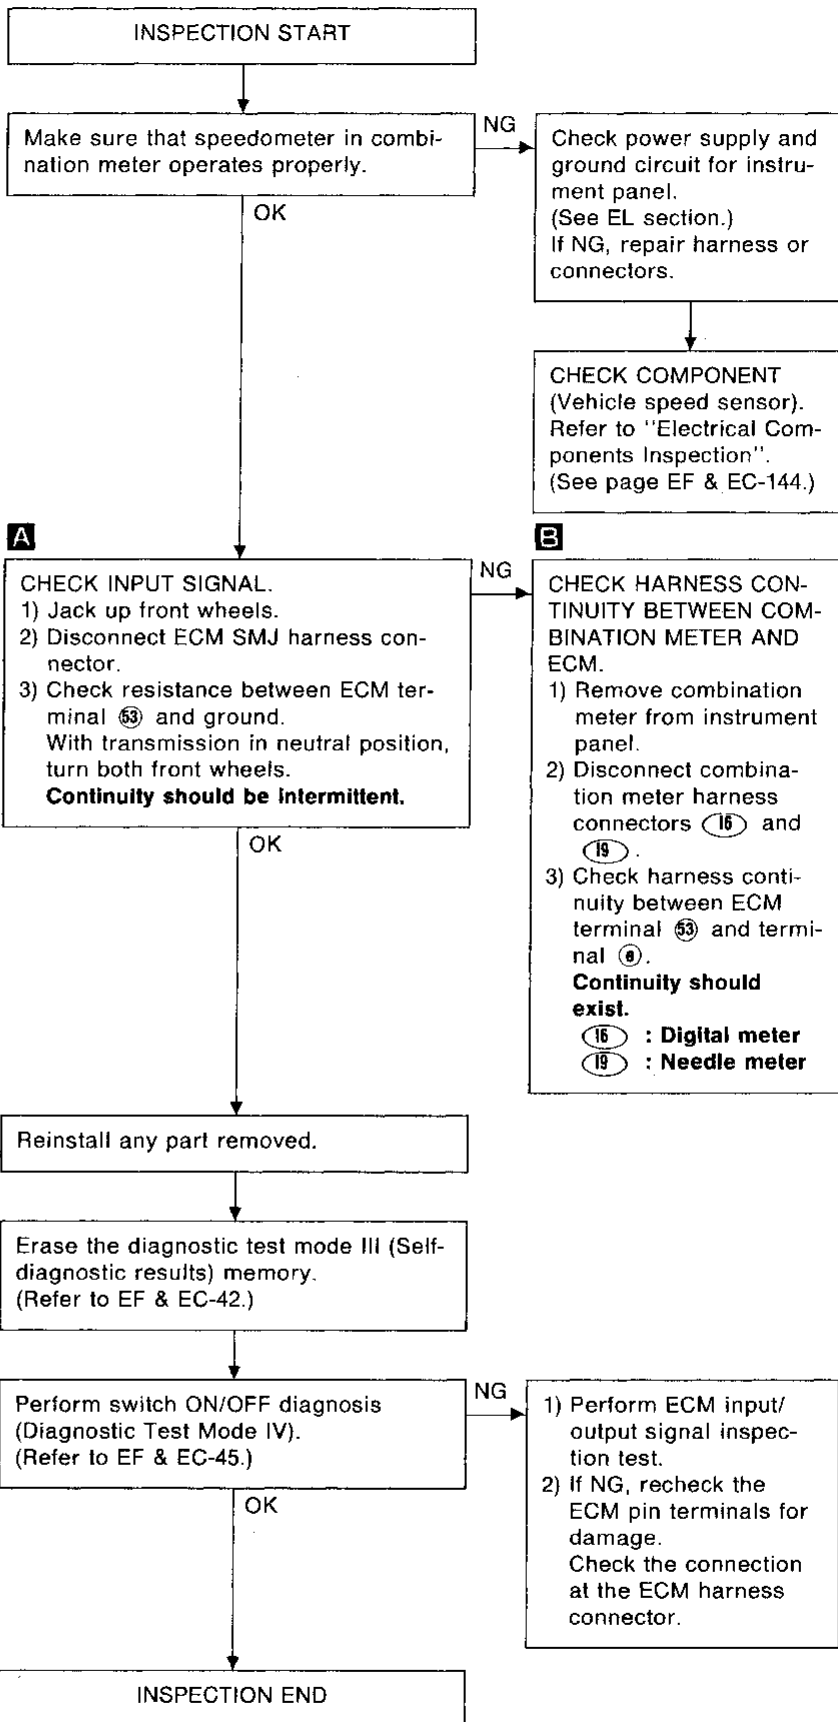 INSPECTION START
Make sure that speedometer in combi-
nation meter operates properly.
NG
Check power supply and
ground circuit for instru-
ment panel.
(See EL section.)
If NG, repair harness or
connectors.
OK
CHECK COMPONENT
(Vehicle speed sensor).
Refer to "Electrical Com-
ponents Inspection".
(See page EF & EC-144.)
A
CHECK INPUT SIGNAL.
1) Jack up front wheels.
2) Disconnect ECM SMJ harness con-
nector.
3) Check resistance between ECM ter-
minal 53 and ground.
With transmission in neutral position,
turn both front wheels.
Continuity should be intermittent.
NG
B
CHECK HARNESS CON-
TINUITY BETWEEN COM-
BINATION METER AND
ECM.
1) Remove combination
meter from instrument
panel.
2) Disconnect combina-
tion meter harness
connectors 16 and
19 .
3) Check harness conti-
nuity between ECM
terminal 53 and termi-
nal .
Continuity should
exist.
16 : Digital meter
19 : Needle meter
OK
Reinstall any part removed.
Erase the diagnostic test mode III (Self-
diagnostic results) memory.
(Refer to EF & EC-42.)
Perform switch ON/OFF diagnosis
(Diagnostic Test Mode IV).
(Refer to EF & EC-45.)
NG
1) Perform ECM input/
output signal inspec-
tion test.
2) If NG, recheck the
ECM pin terminals for
damage.
Check the connection
at the ECM harness
connector.
OK
INSPECTION END